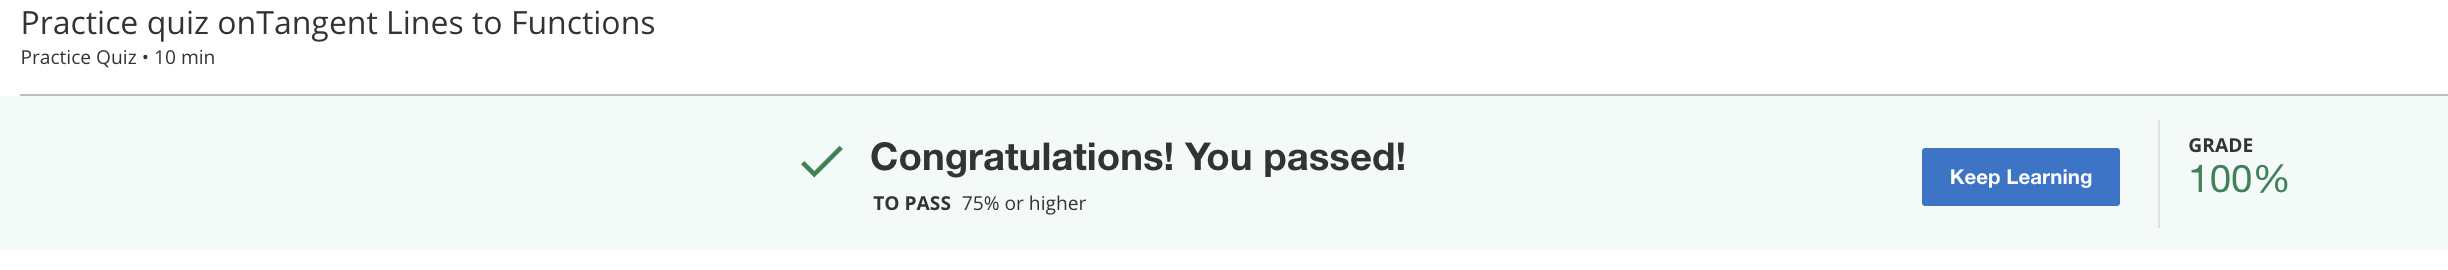 Practice quiz onTangent Lines to Functions
Practice Quiz • 10 min
Congratulations! You passed!
TO PASS 75% or higher
Keep Learning
GRADE
100%